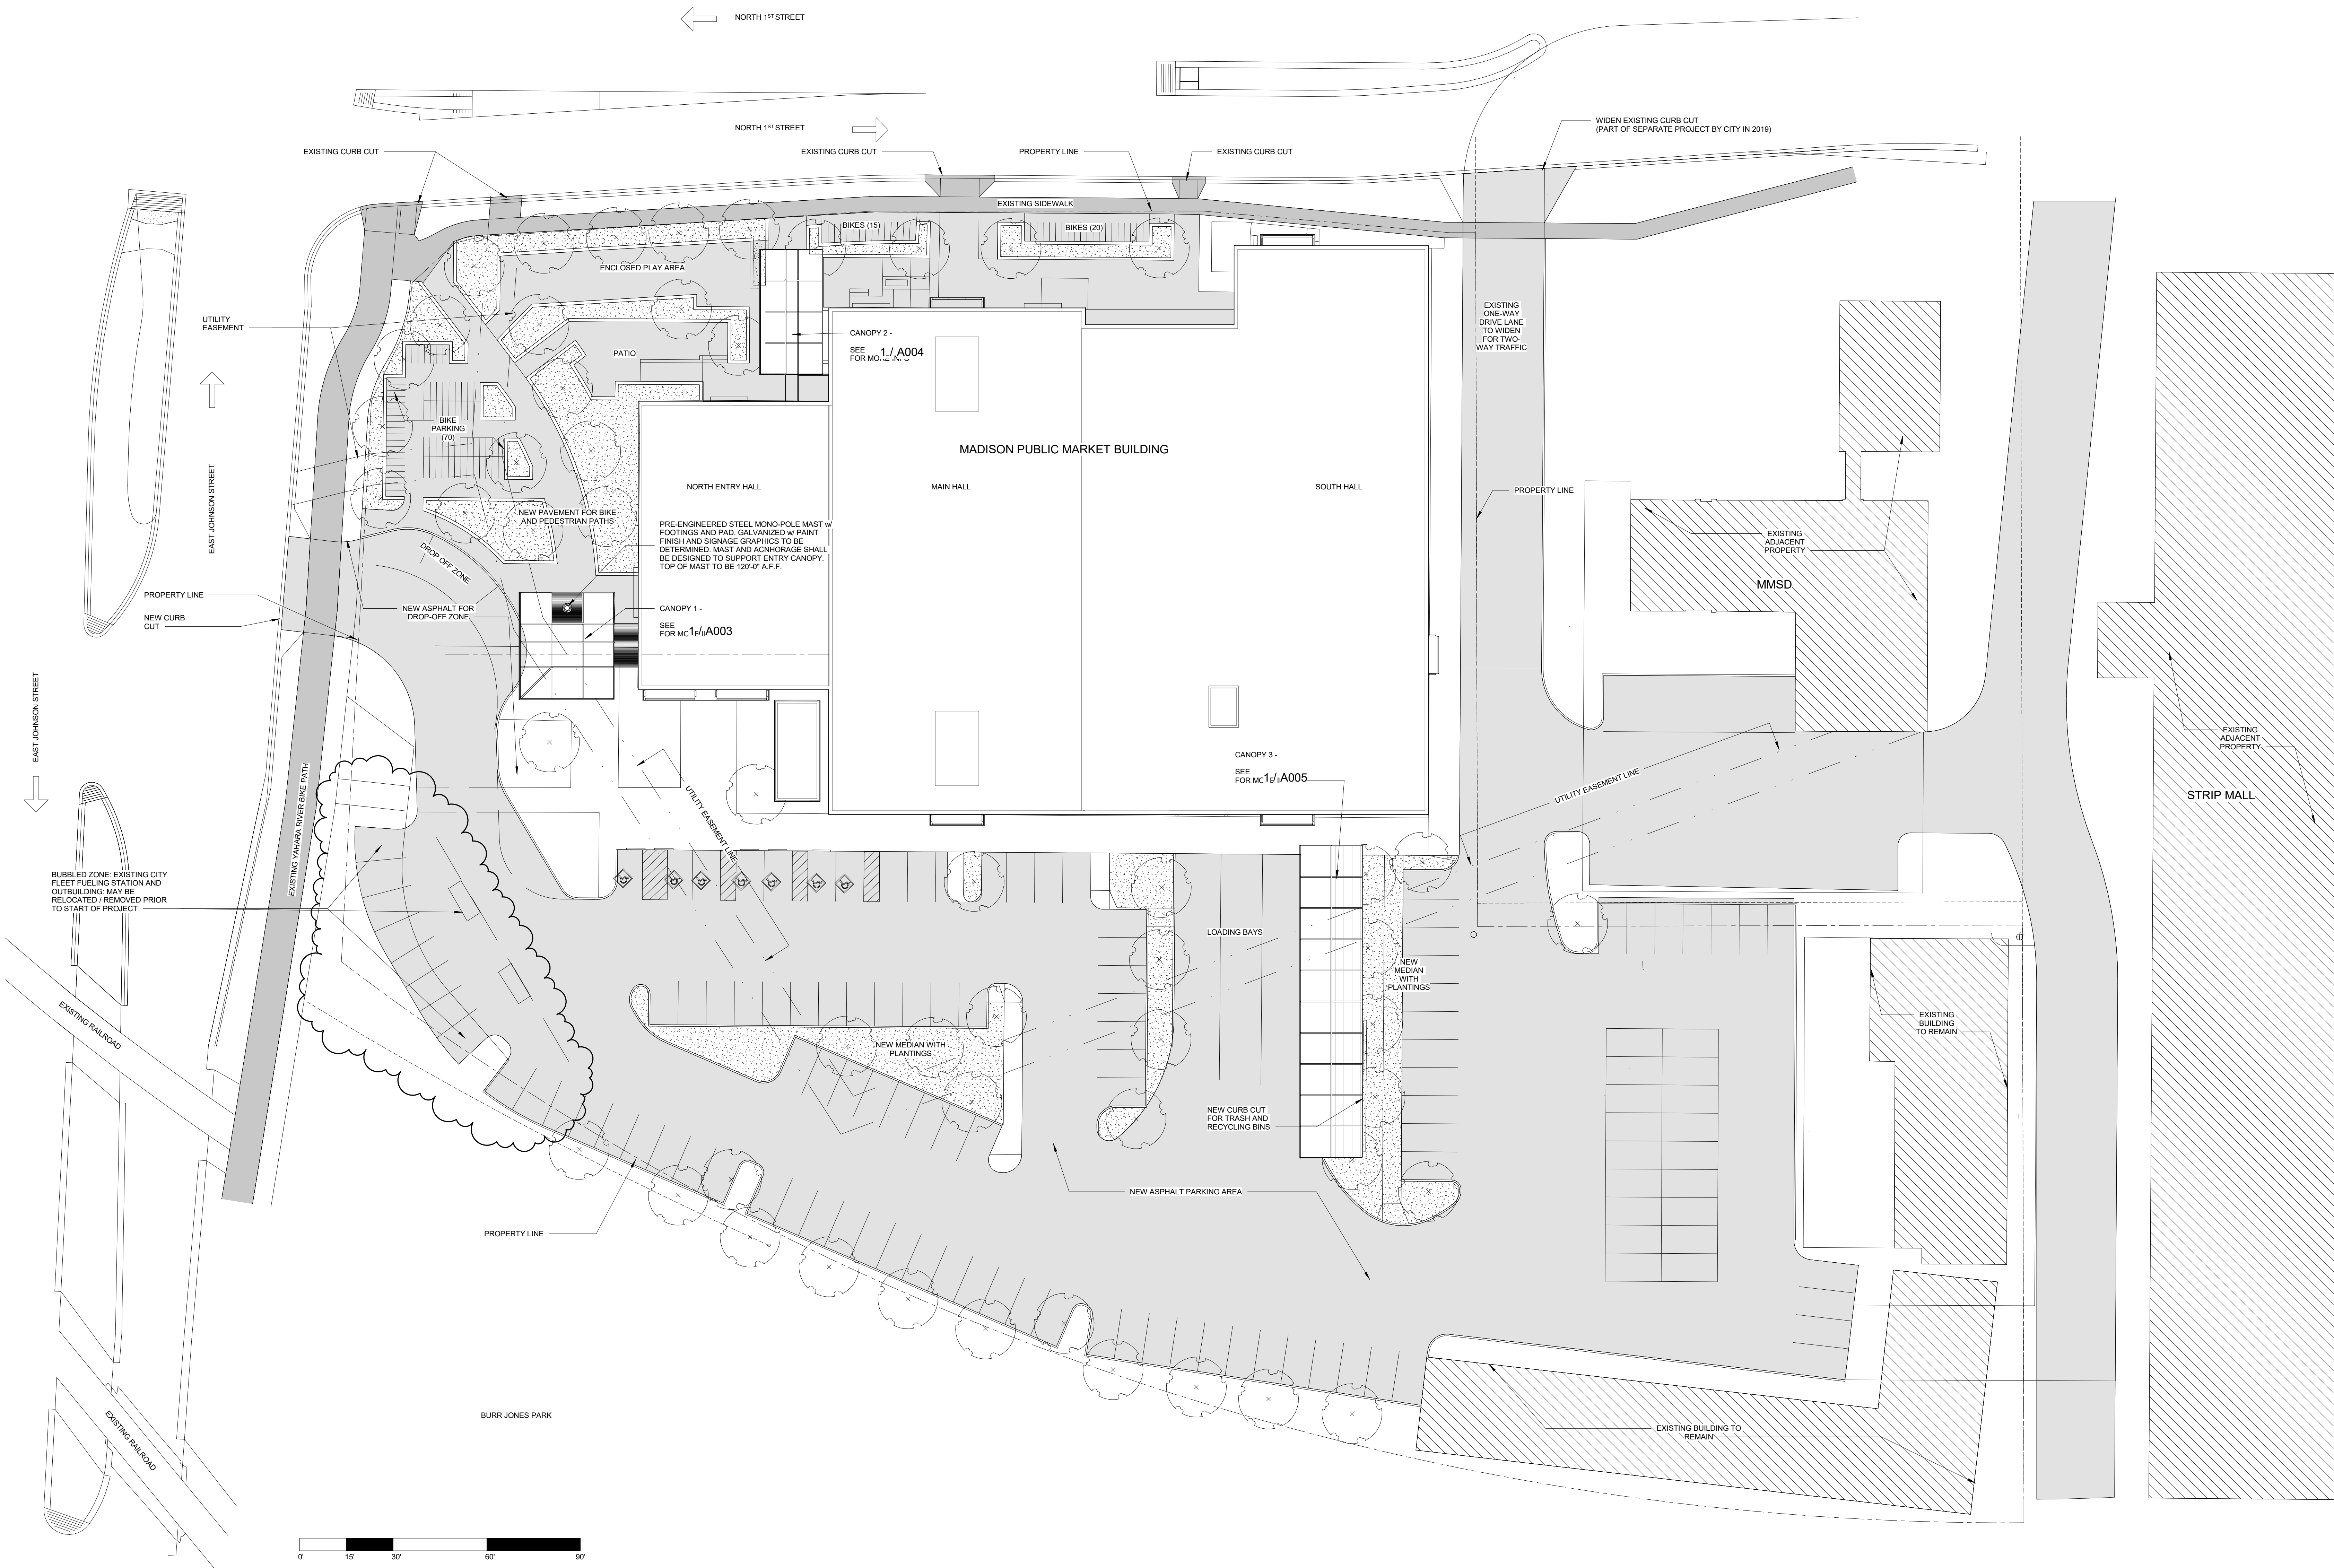 NORTH 1ST STREET
NORTH 1ST STREET
WIDEN EXISTING CURB CUT
(PART OF SEPARATE PROJECT BY CITY IN 2019)
EXISTING CURB CUT
EXISTING CURB CUT
PROPERTY LINE
EXISTING CURB CUT
EXISTING SIDEWALK
BIKES (15)
BIKES (20)
ENCLOSED PLAY AREA
UTILITY
EASEMENT
EXISTING
ONE-WAY
DRIVE LANE
TO WIDEN
FOR TWO-
WAY TRAFFIC
CANOPY 2 -
SEE 1 / A004
FOR MORE INFO
PATIO
BIKE
PARKING
(70)
MADISON PUBLIC MARKET BUILDING
NORTH ENTRY HALL
MAIN HALL
SOUTH HALL
PROPERTY LINE
EAST JOHNSON STREET
NEW PAVEMENT FOR BIKE
AND PEDESTRIAN PATHS
PRE-ENGINEERED STEEL MONO-POLE MAST w/
FOOTINGS AND PAD. GALVANIZED w/ PAINT
FINISH AND SIGNAGE GRAPHICS TO BE
DETERMINED. MAST AND ACNHORAGE SHALL
BE DESIGNED TO SUPPORT ENTRY CANOPY.
TOP OF MAST TO BE 120'-0" A.F.F.
EXISTING
ADJACENT
PROPERTY
MMSD
DROP OFF ZONE
PROPERTY LINE
NEW CURB
CUT
NEW ASPHALT FOR
DROP-OFF ZONE
CANOPY 1 -
SEE 1 / A003
FOR
EAST JOHNSON STREET
EXISTING
ADJACENT
PROPERTY
STRIP MALL
CANOPY 3 -
SEE 1 / A005
FOR
UTILITY EASEMENT LINE
UTILITY EASEMENT LINE
EXISTING YAHARA RIVER BIKE PATH
BUBBLED ZONE: EXISTING CITY
FLEET FUELING STATION AND
OUTBUILDING: MAY BE
RELOCATED / REMOVED PRIOR
TO START OF PROJECT
LOADING BAYS
NEW
MEDIAN
WITH
PLANTINGS
EXISTING
BUILDING
TO REMAIN
EXISTING RAILROAD
NEW MEDIAN WITH
PLANTINGS
NEW CURB CUT
FOR TRASH AND
RECYCLING BINS
NEW ASPHALT PARKING AREA
PROPERTY LINE
BURR JONES PARK
EXISTING BUILDING TO
REMAIN
EXISTING RAILROAD
0' 15' 30' 60' 90'